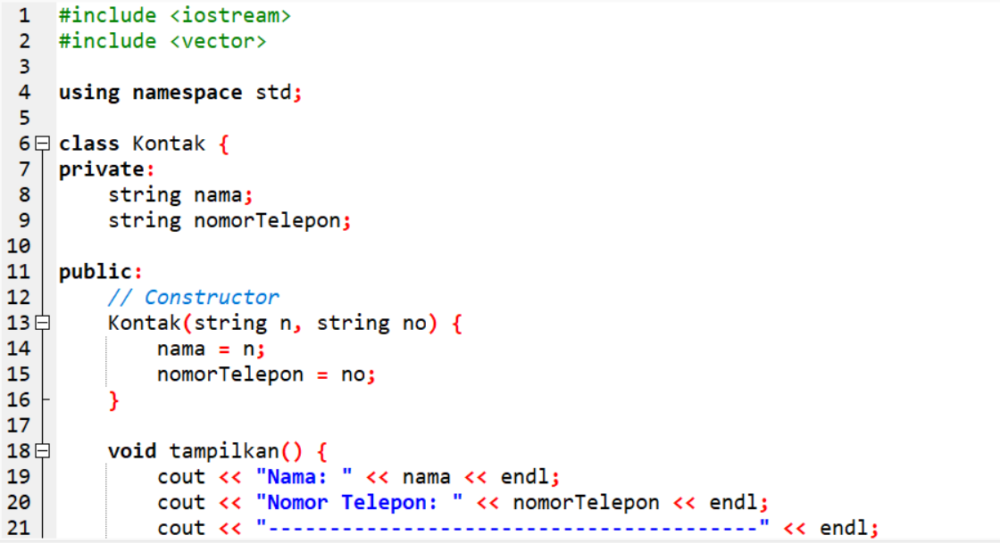 1 #include <iostream>
2 #include <vector>
3
4 using namespace std;
5
6 class Kontak {
7 private:
8 string nama;
9 string nomorTelepon;
10
11 public:
12 // Constructor
13 Kontak(string n, string no) {
14 nama = n;
15 nomorTelepon = no;
16 }
17
18 void tampilkan() {
19 cout << "Nama: " << nama << endl;
20 cout << "Nomor Telepon: " << nomorTelepon << endl;
21 cout << "----------------------------------------" << endl;